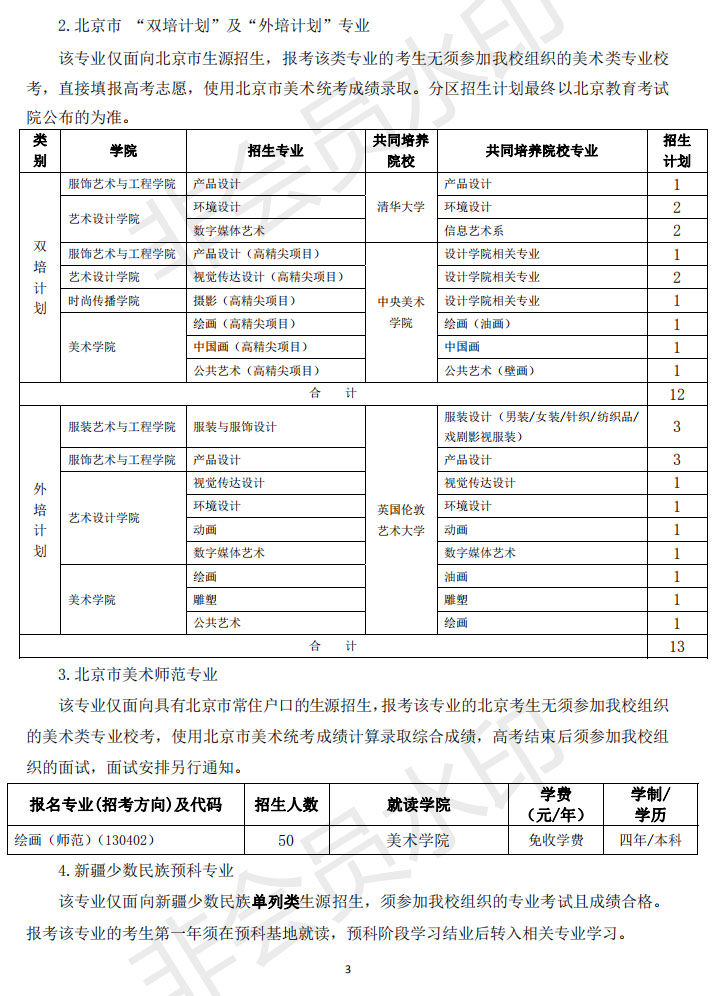 2.北京市 “双培计划”及“外培计划”专业
该专业仅面向北京市生源招生，报考该类专业的考生无须参加我校组织的美术类专业校
考，直接填报高考志愿，使用北京市美术统考成绩录取。分区招生计划最终以北京教育考试
院公布的为准。
类别 学院 招生专业 共同培养院校 共同培养院校专业 招生计划
双培计划
服饰艺术与工程学院 产品设计 清华大学 产品设计 1
艺术设计学院 环境设计 环境设计 2
数字媒体艺术 信息艺术系 2
服饰艺术与工程学院 产品设计（高精尖项目） 中央美术学院 设计学院相关专业 1
艺术设计学院 视觉传达设计（高精尖项目） 设计学院相关专业 2
时尚传播学院 摄影（高精尖项目） 设计学院相关专业 1
美术学院 绘画（高精尖项目） 绘画（油画） 1
中国画（高精尖项目） 中国画 1
公共艺术（高精尖项目） 公共艺术（壁画） 1
合 计 12
外培计划
服装艺术与工程学院 服装与服饰设计 英国伦敦艺术大学 服装设计（男装/女装/针织/纺织品/
戏剧影视服装） 3
服饰艺术与工程学院 产品设计 产品设计 3
艺术设计学院 视觉传达设计 视觉传达设计 1
环境设计 环境设计 1
动画 动画 1
数字媒体艺术 数字媒体艺术 1
美术学院 绘画 油画 1
雕塑 雕塑 1
公共艺术 绘画 1
合 计 13
3.北京市美术师范专业
该专业仅面向具有北京市常住户口的生源招生，报考该专业的北京考生无须参加我校组织
的美术类专业校考，使用北京市美术统考成绩计算录取综合成绩，高考结束后须参加我校组
织的面试，面试安排另行通知。
报名专业(招考方向)及代码 招生人数 就读学院 学费（元/年） 学制/学历
绘画（师范）（130402） 50 美术学院 免收学费 四年/本科
4.新疆少数民族预科专业
该专业仅面向新疆少数民族单列类生源招生，须参加我校组织的专业考试且成绩合格。
报考该专业的考生第一年须在预科基地就读，预科阶段学习结业后转入相关专业学习。
3
非会员水印
非会员水印